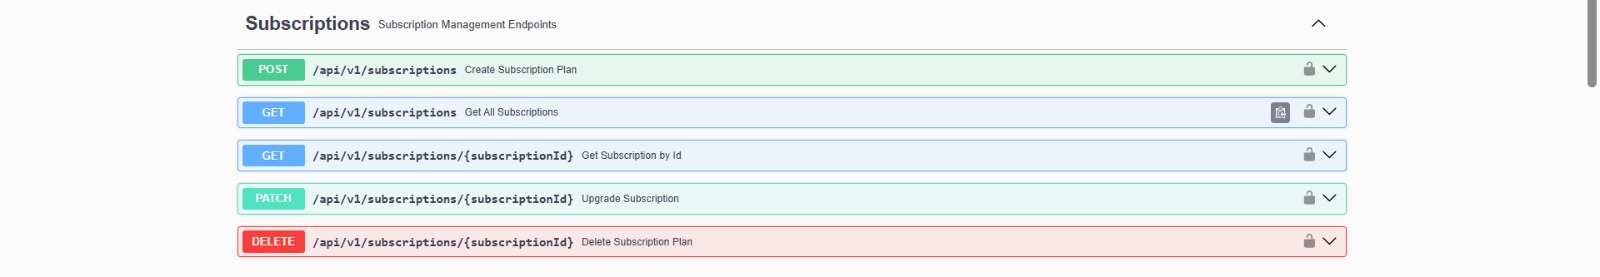 Subscriptions Subscription Management Endpoints
POST /api/v1/subscriptions Create Subscription Plan
GET /api/v1/subscriptions Get All Subscriptions
GET /api/v1/subscriptions/{subscriptionId} Get Subscription by Id
PATCH /api/v1/subscriptions/{subscriptionId} Upgrade Subscription
DELETE /api/v1/subscriptions/{subscriptionId} Delete Subscription Plan